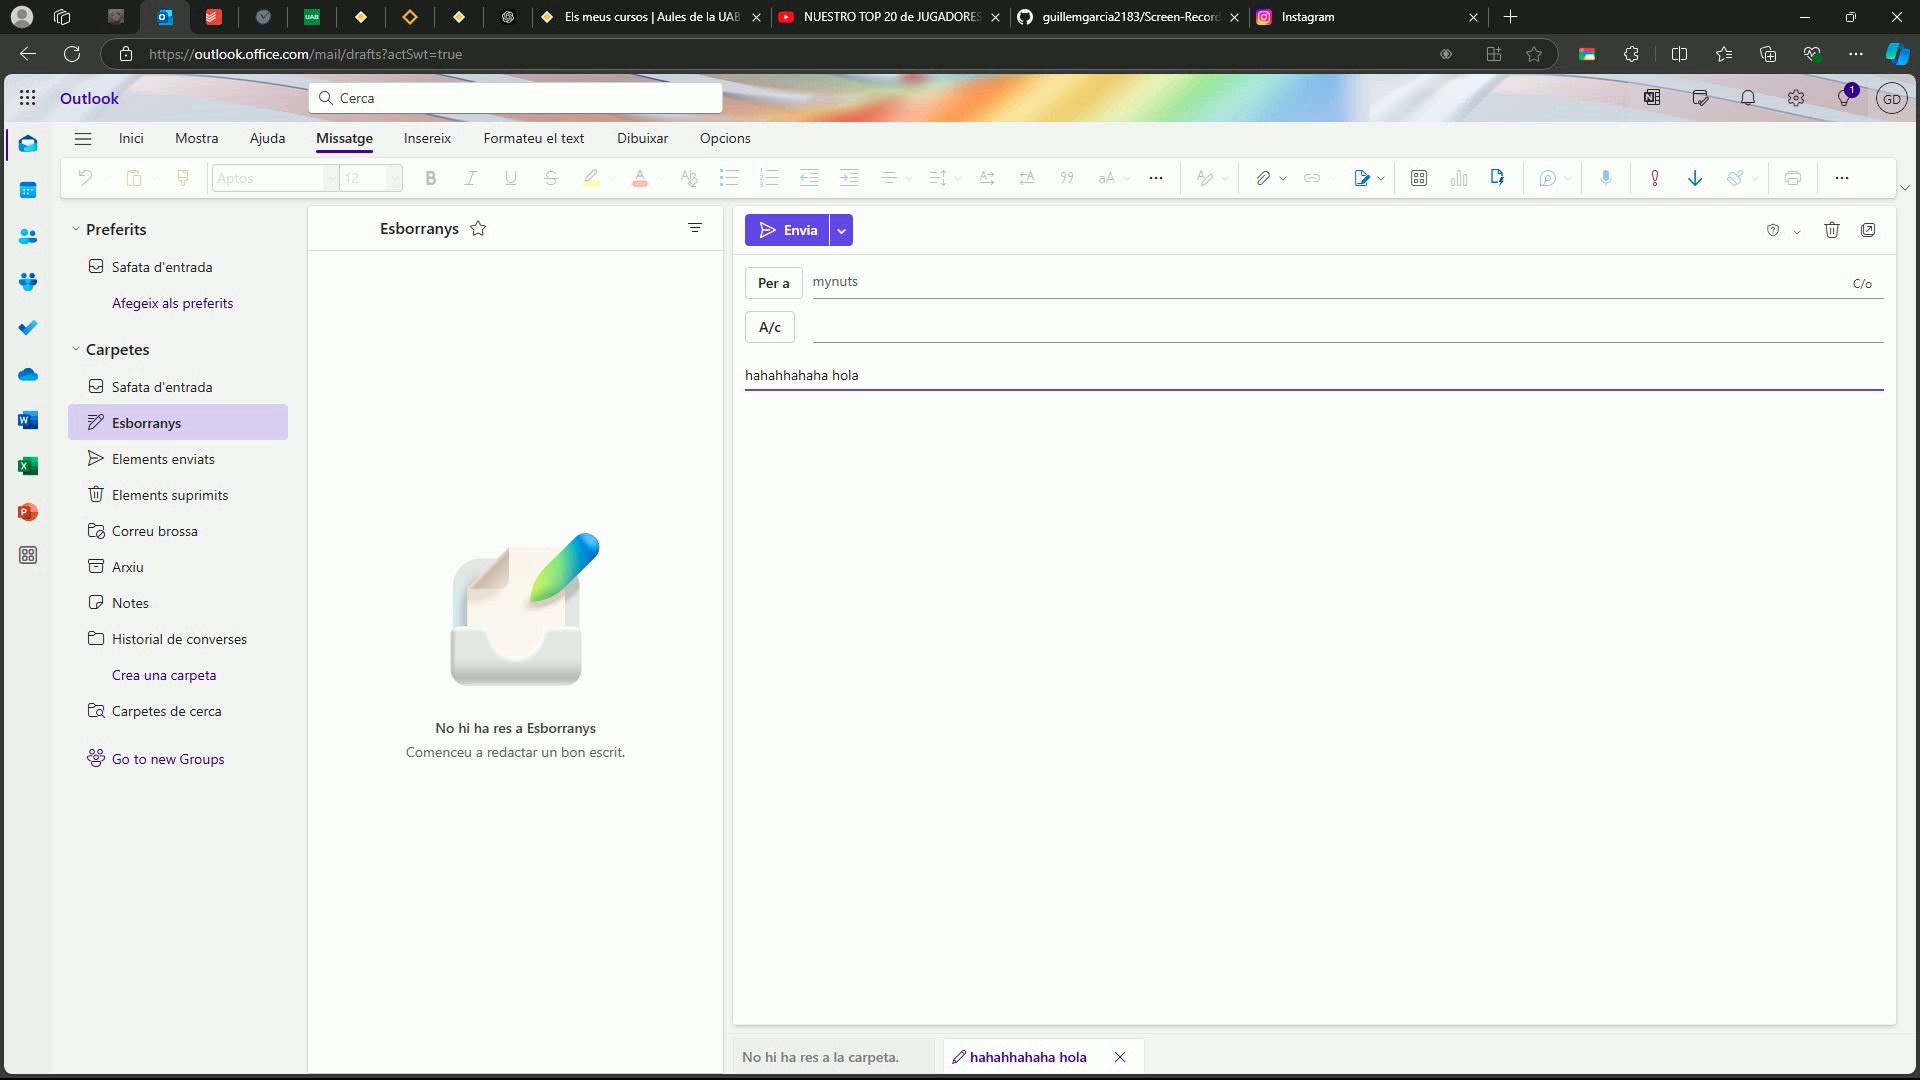 UAB
Els meus cursos | Aules de la UAB
NUESTRO TOP 20 de JUGADORES
guillemgarcia2183/Screen-Record
Instagram
https://outlook.office.com/mail/drafts?actSwt=true
Outlook
Cerca
1
GD
Inici
Mostra
Ajuda
Missatge
Insereix
Formateu el text
Dibuixar
Opcions
Aptos
12
Preferits
Safata d'entrada
Afegeix als preferits
Carpetes
Safata d'entrada
Esborranys
Elements enviats
Elements suprimits
Correu brossa
Arxiu
Notes
Historial de converses
Crea una carpeta
Carpetes de cerca
Go to new Groups
Esborranys
No hi ha res a Esborranys
Comenceu a redactar un bon escrit.
Envia
Per a
mynuts
C/o
A/c
hahahhahaha hola
No hi ha res a la carpeta.
hahahhahaha hola